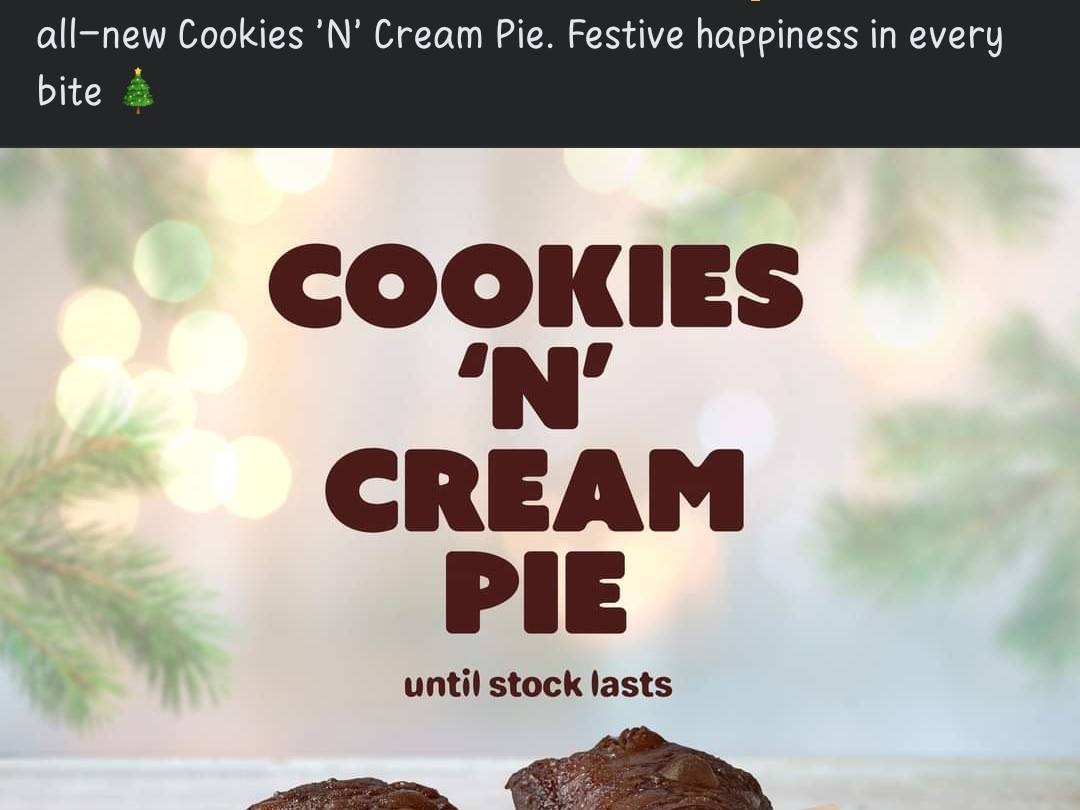 all-new Cookies 'N' Cream Pie. Festive happiness in every
bite 🎄
COOKIES
'N'
CREAM
PIE
until stock lasts